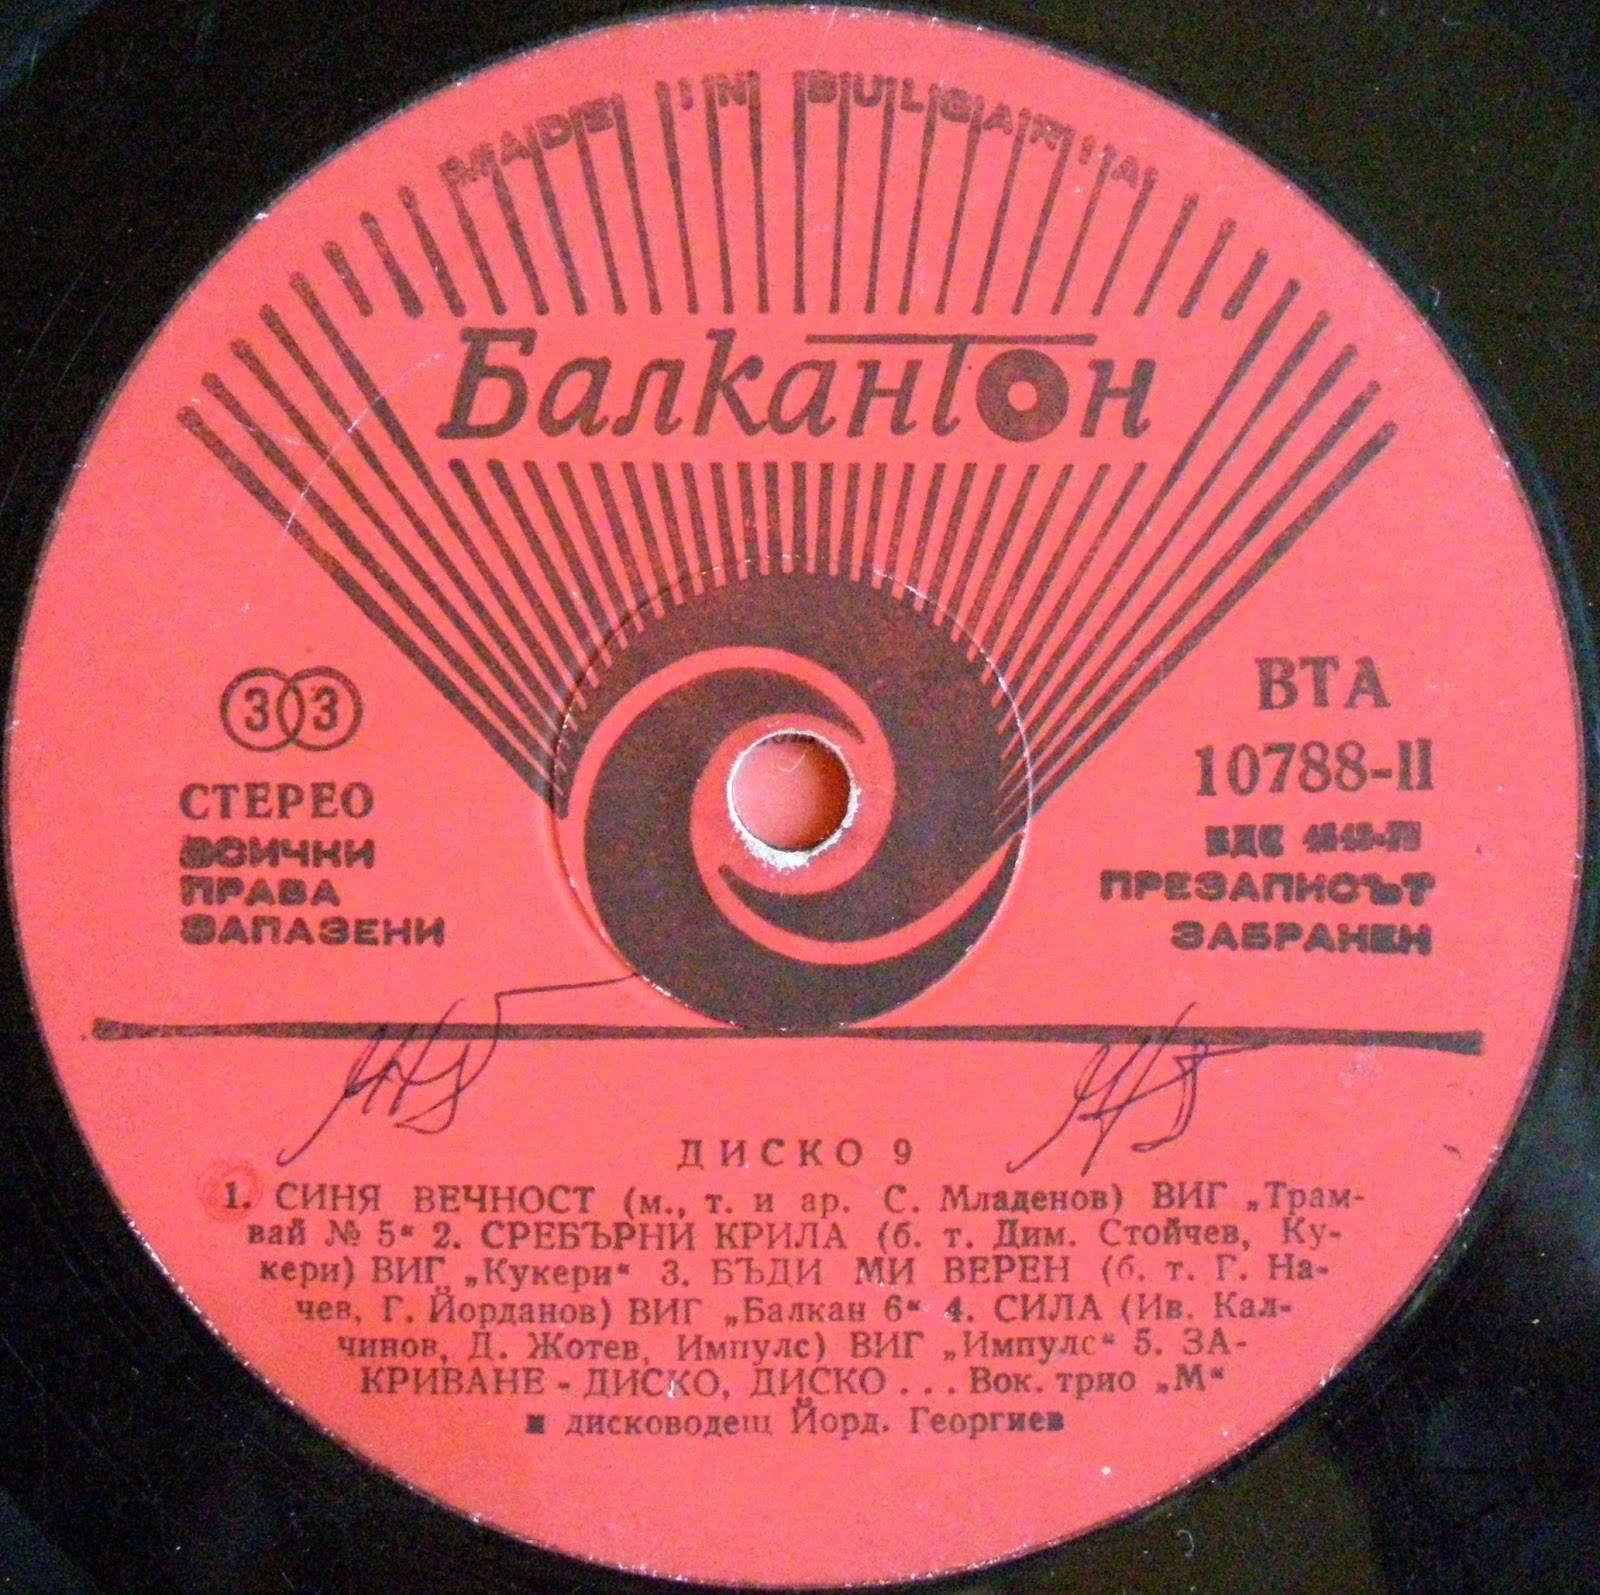 MADE IN BULGARIA
Балкантон
33
СТЕРЕО
ВСИЧКИ
ПРАВА
ЗАПАЗЕНИ
ВТА
10788-II
БДС
ПРЕЗАПИСЪТ
ЗАБРАНЕН
ДИСКО 9
1. СИНЯ ВЕЧНОСТ (м., т. и ар. С. Младенов) ВИГ „Трам-
вай № 5“ 2. СРЕБЪРНИ КРИЛА (б. т. Дим. Стойчев, Ку-
кери) ВИГ „Кукери“ 3. БЪДИ МИ ВЕРЕН (б. т. Г. На-
чев, Г. Йорданов) ВИГ „Балкан 6“ 4. СИЛА (Ив. Кал-
чинов, Д. Жотев, Импулс) ВИГ „Импулс“ 5. ЗА-
КРИВАНЕ - ДИСКО, ДИСКО . . . Вок. трио „М“
и дисководещ Йорд. Георгиев